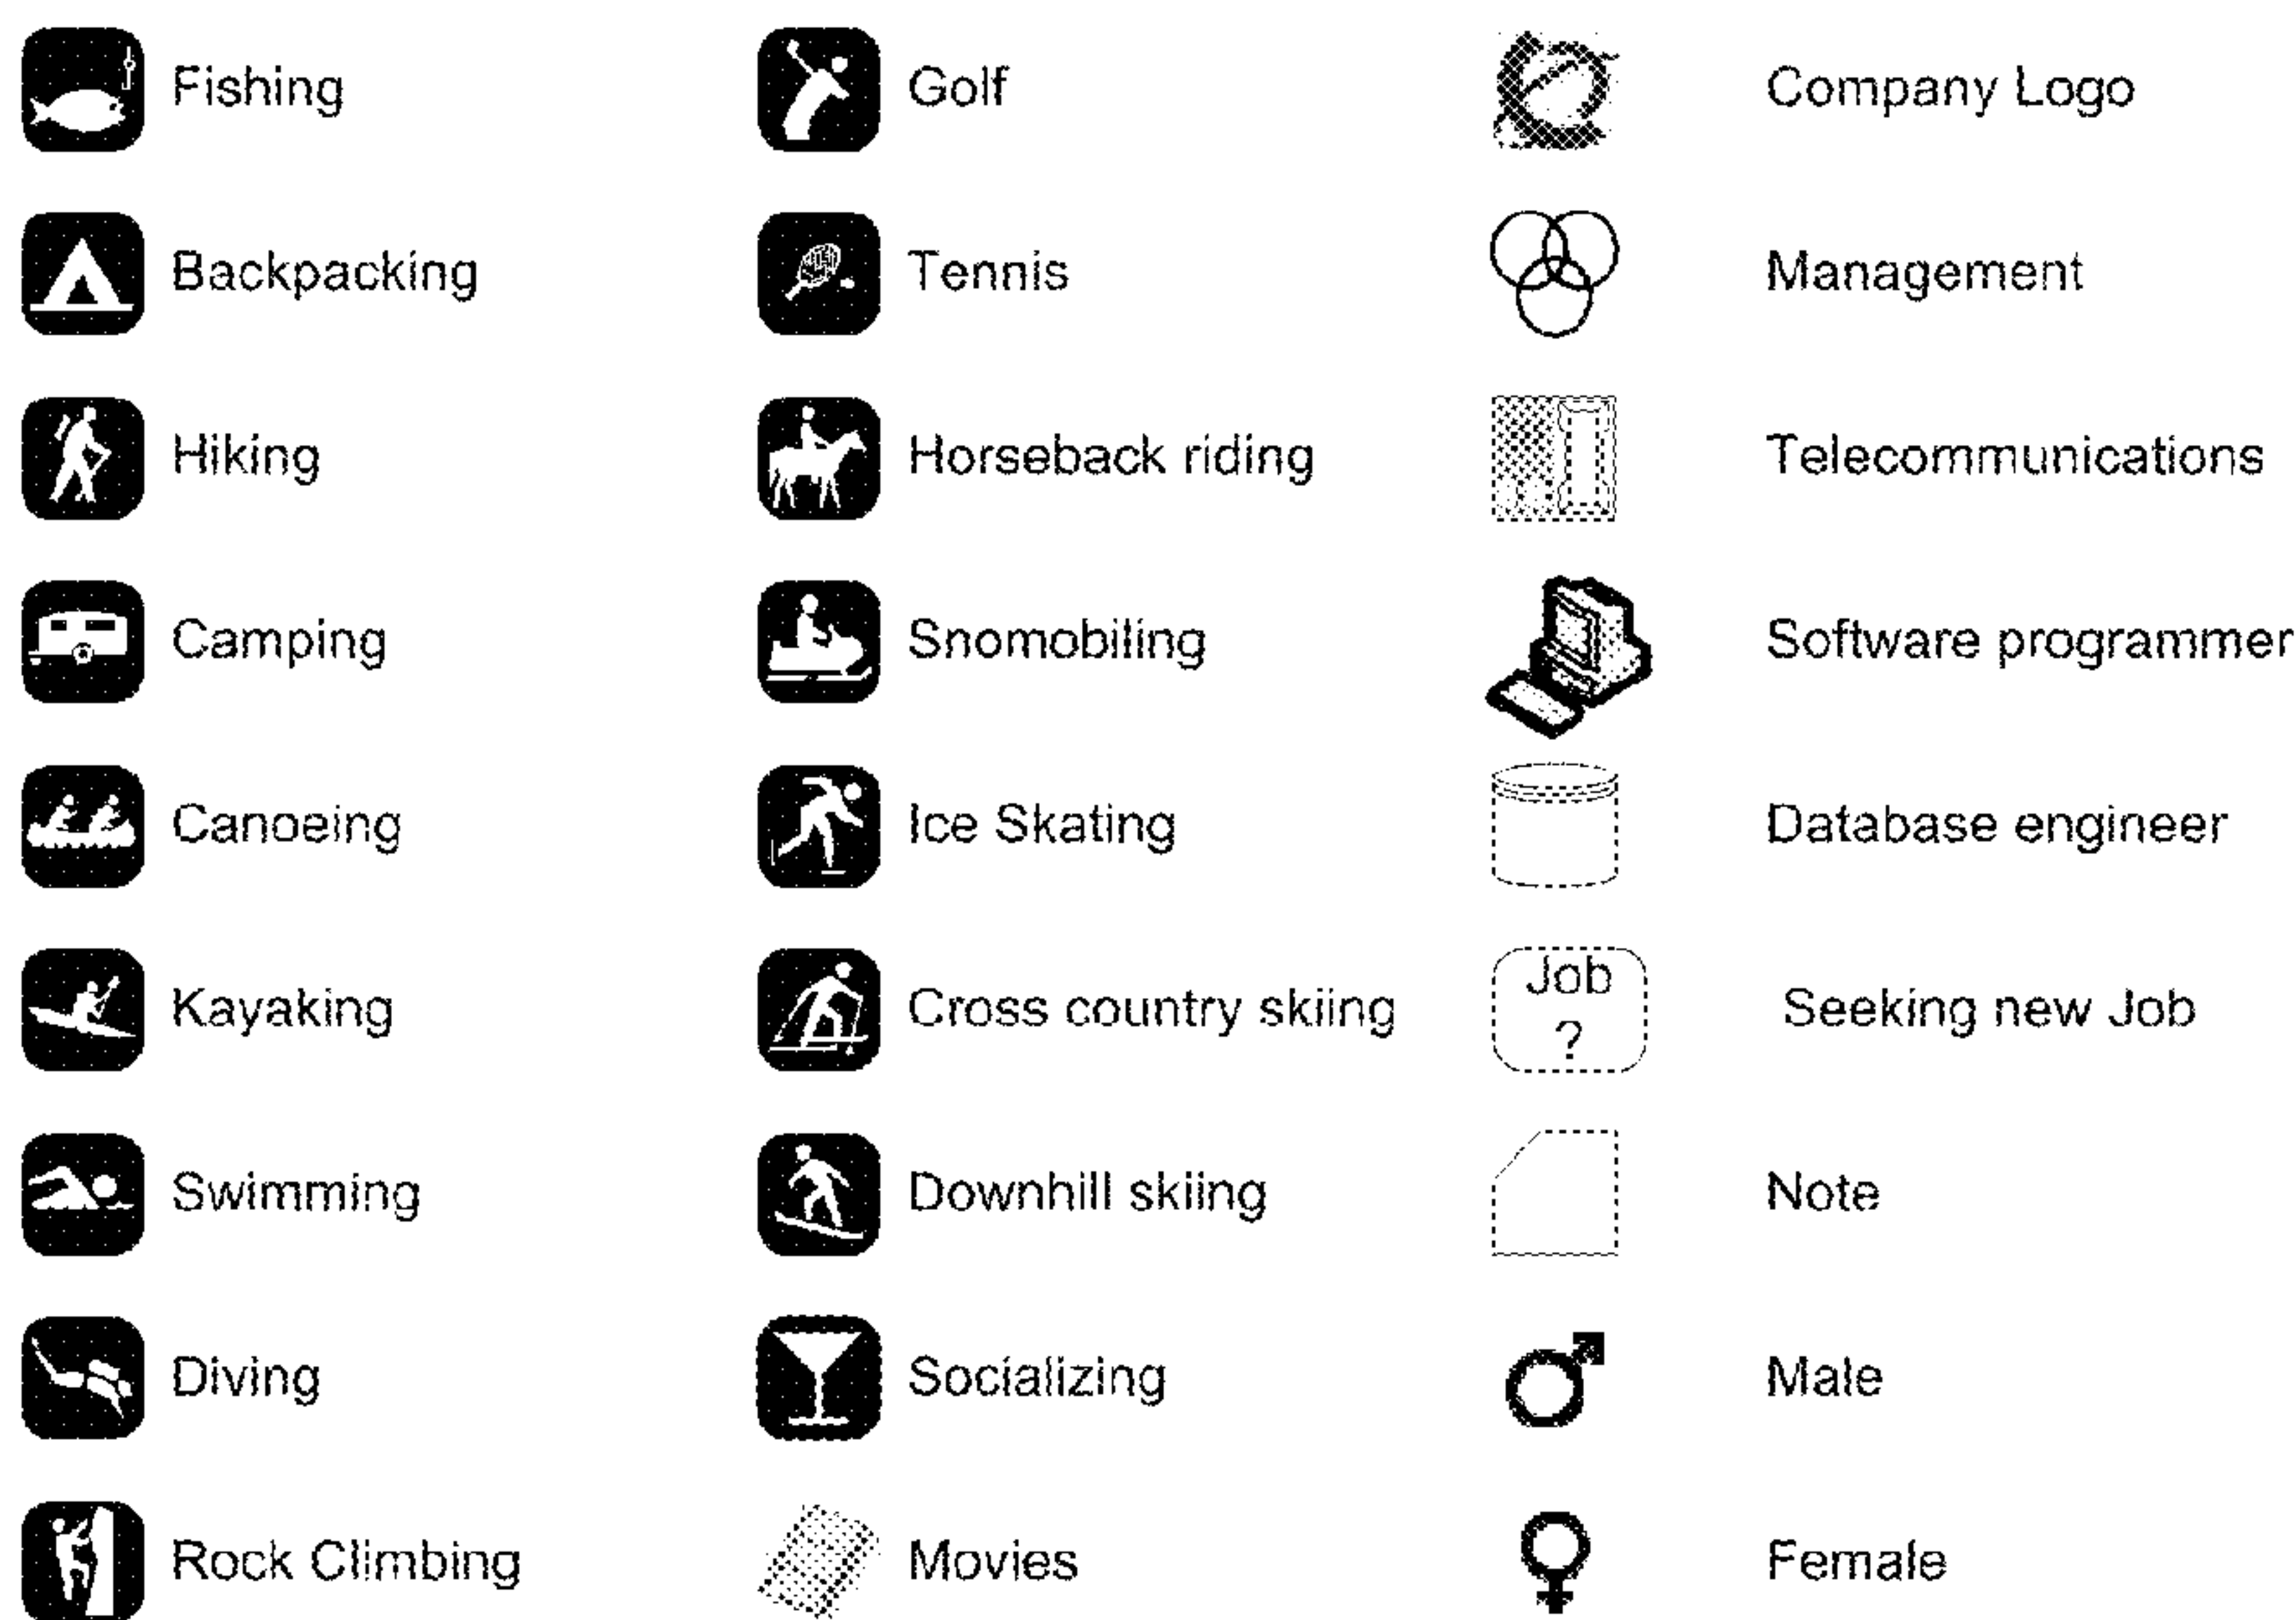 Fishing
Golf
Company Logo
Backpacking
Tennis
Management
Hiking
Horseback riding
Telecommunications
Camping
Snomobiling
Software programmer
Canoeing
Ice Skating
Database engineer
Kayaking
Cross country skiing
Job
?
Seeking new Job
Swimming
Downhill skiing
Note
Diving
Socializing
Male
Rock Climbing
Movies
Female